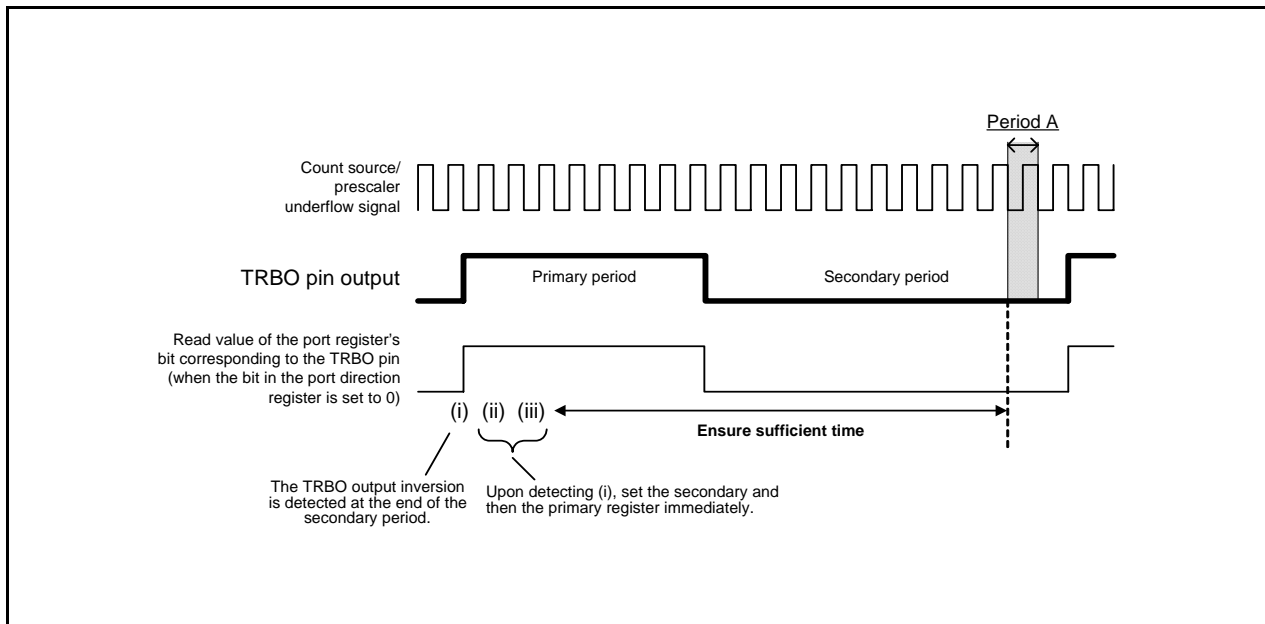 Period A
Count source/
prescaler
underflow signal
TRBO pin output
Primary period
Secondary period
Read value of the port register's
bit corresponding to the TRBO pin
(when the bit in the port direction
register is set to 0)
(i) (ii) (iii)
Ensure sufficient time
The TRBO output inversion
is detected at the end of the
secondary period.
Upon detecting (i), set the secondary and
then the primary register immediately.